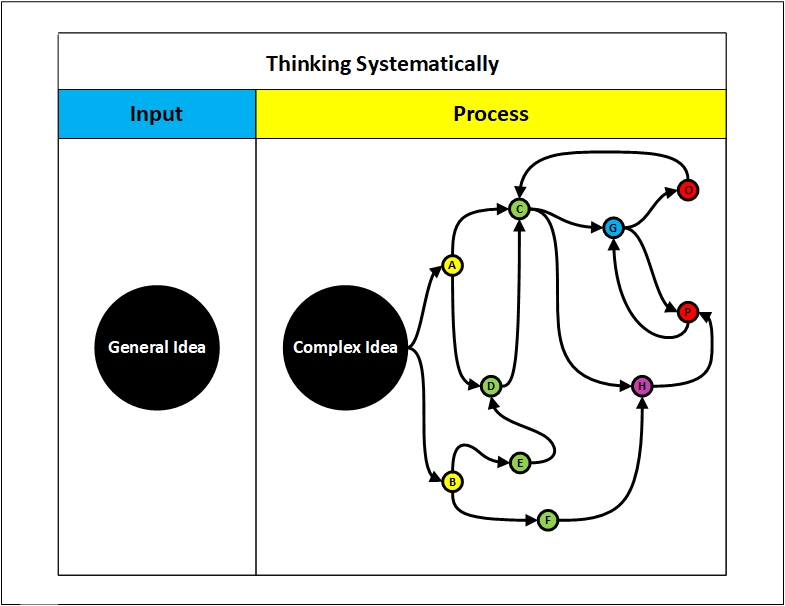 Thinking Systematically
Input
Process
General Idea
Complex Idea
A
B
C
D
E
F
G
H
O
P